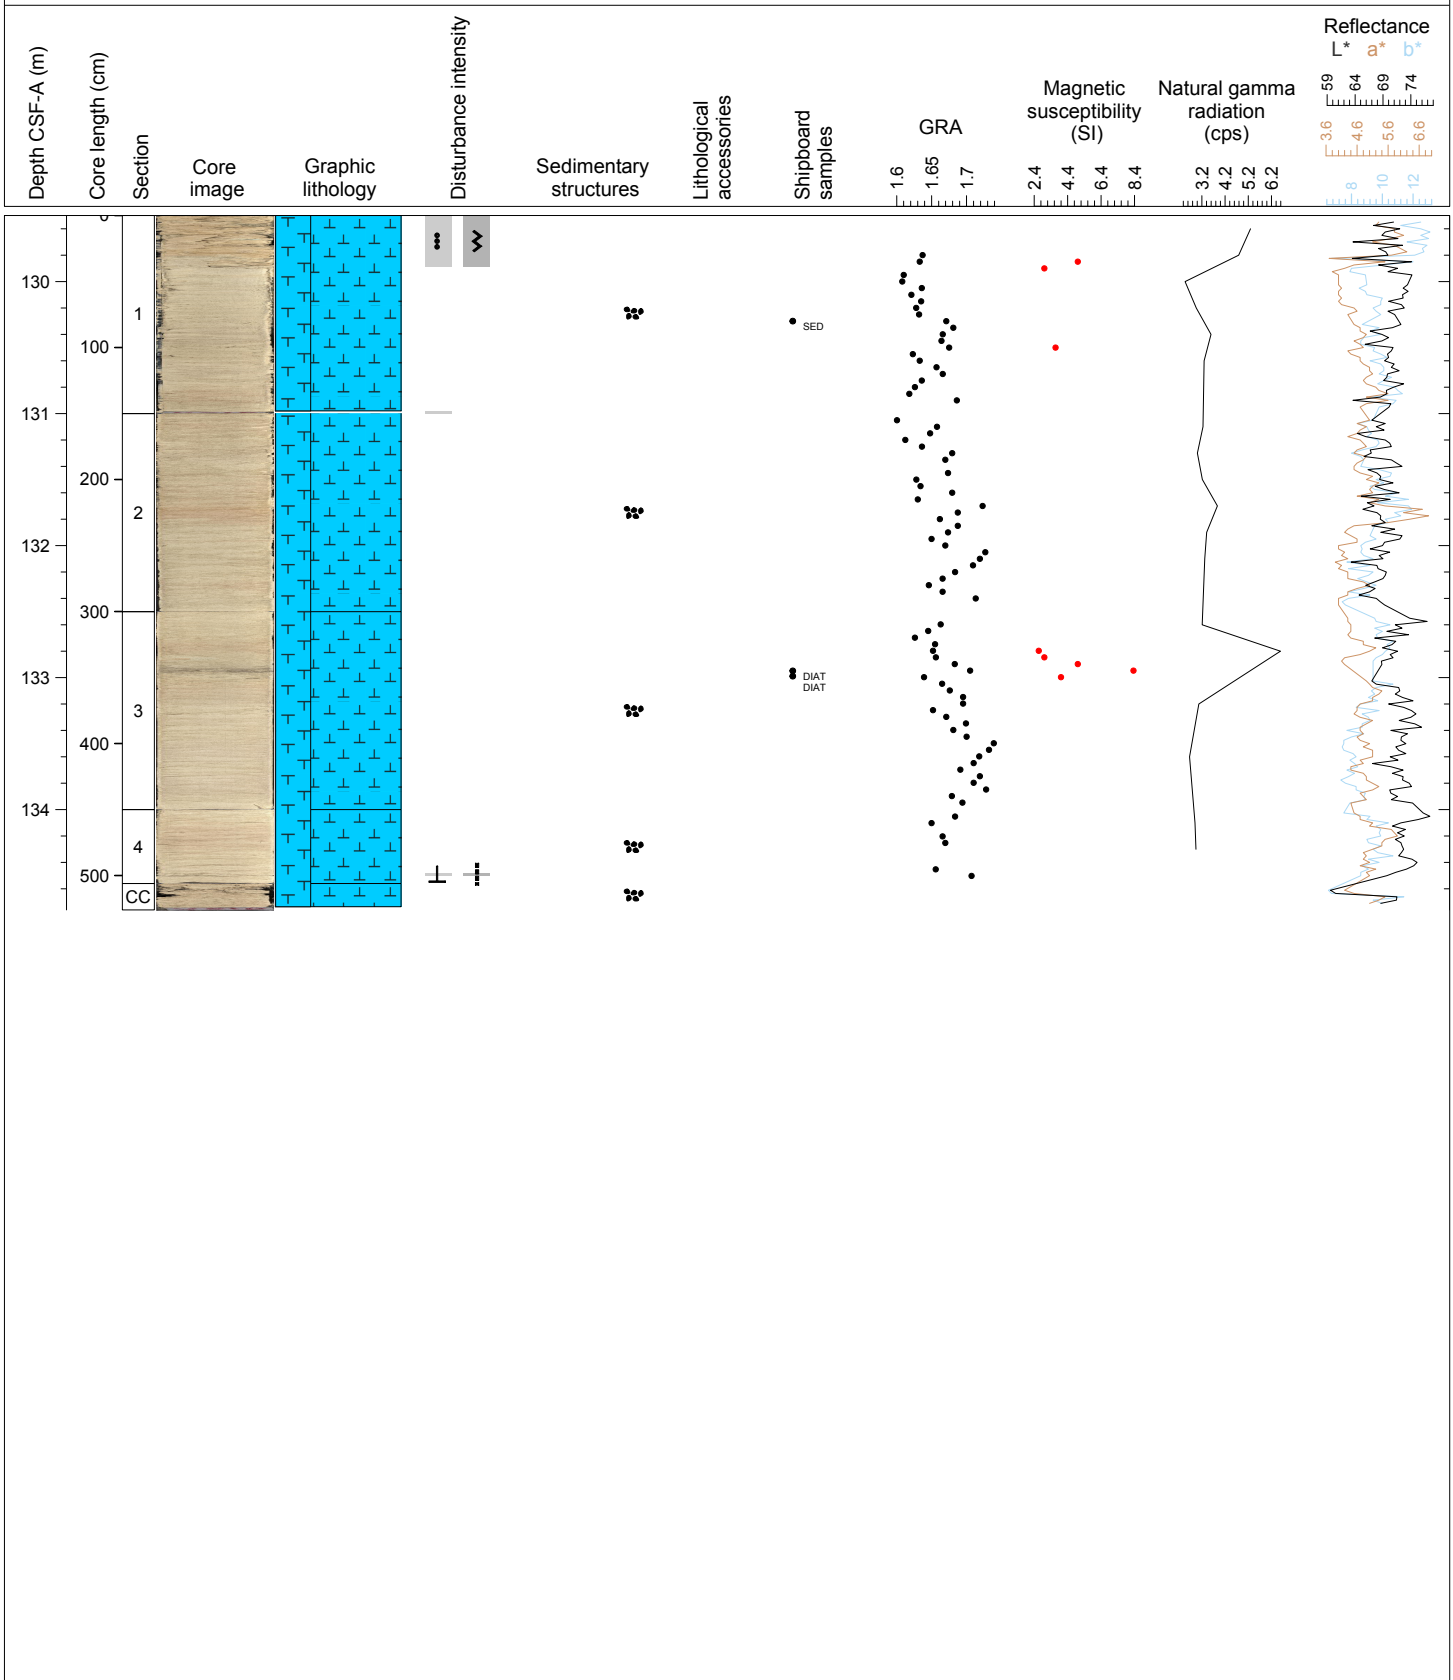 Depth CSF-A (m)
Core length (cm)
Section
Core
image
Graphic
lithology
Disturbance intensity
Sedimentary
structures
Lithological
accessories
Shipboard
samples
GRA
1.6
1.65
1.7
Magnetic
susceptibility
(SI)
2.4
4.4
6.4
8.4
Natural gamma
radiation
(cps)
3.2
4.2
5.2
6.2
Reflectance
L* a* b*
59
64
69
74
3.6
4.6
5.6
6.6
8
10
12
0
130
1
SED
100
131
200
2
132
300
133
DIAT
DIAT
3
400
134
4
500
CC